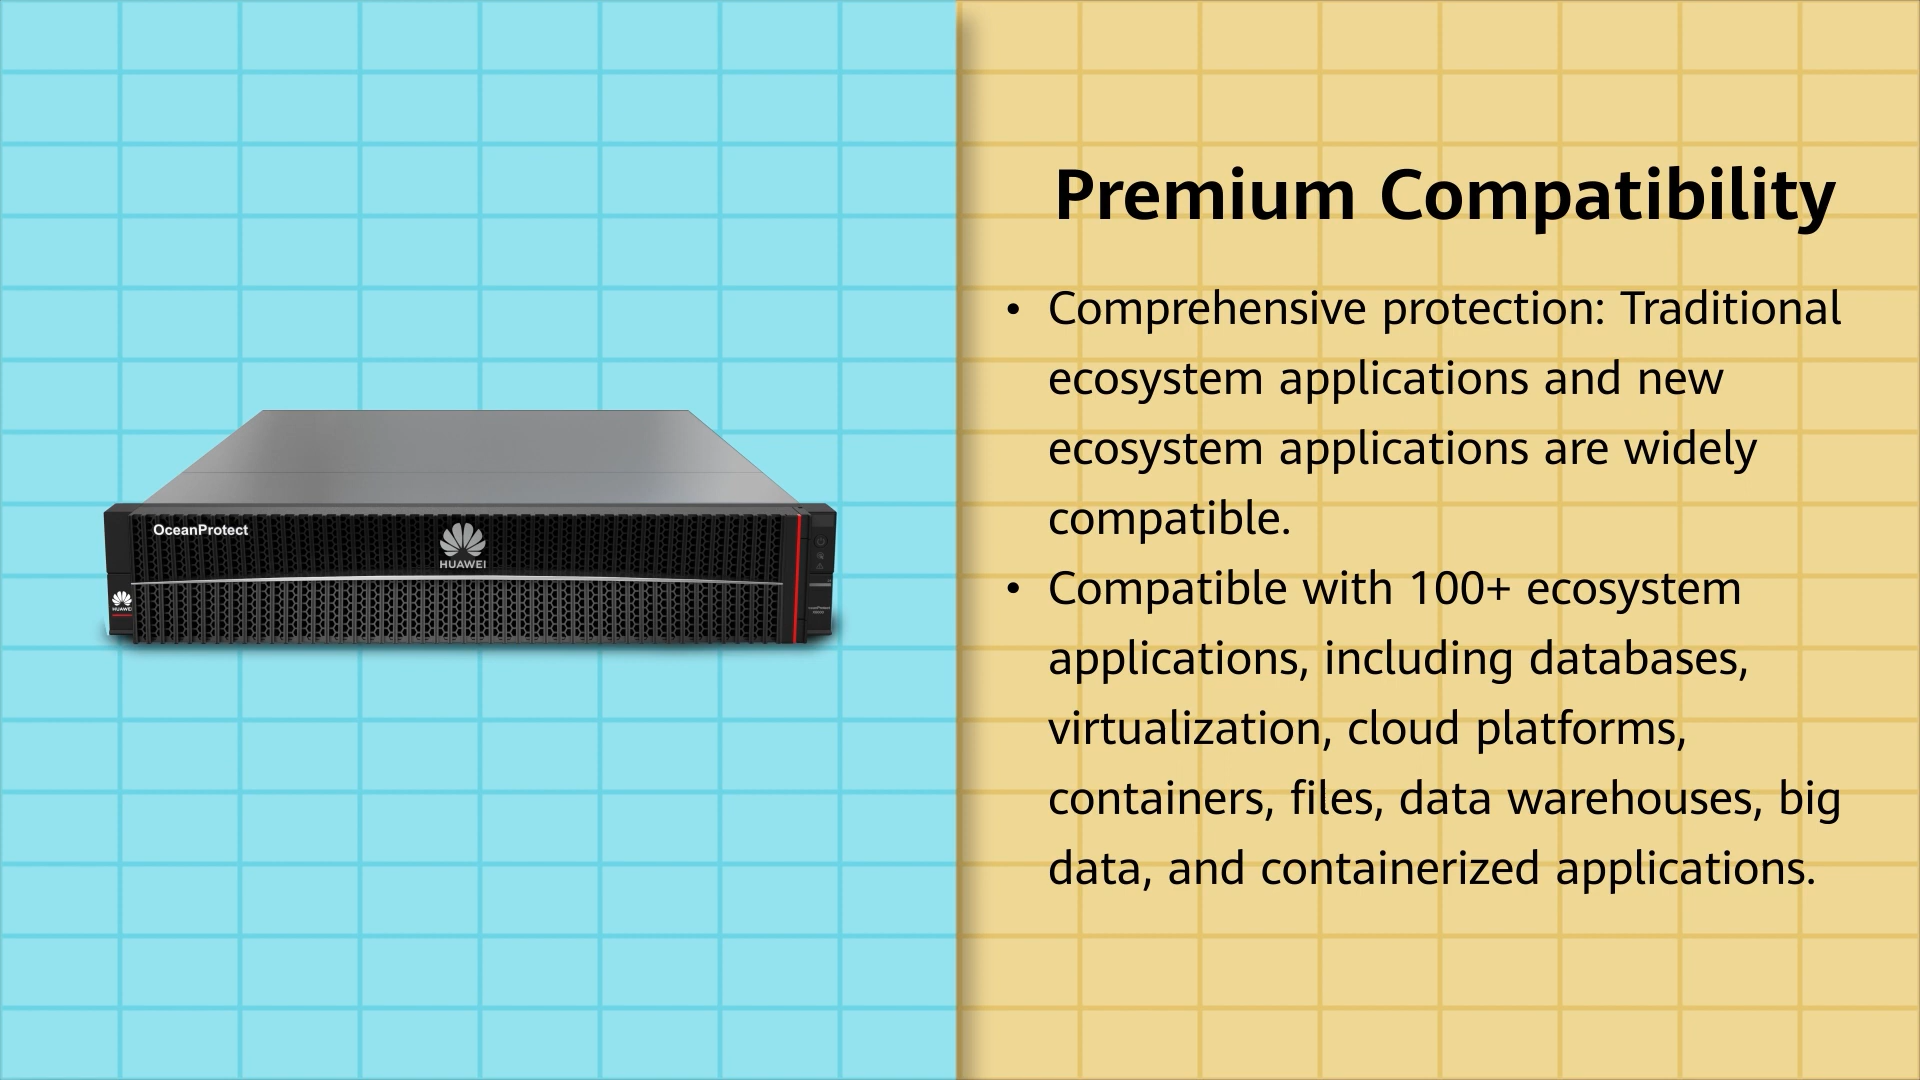 Premium Compatibility
• Comprehensive protection: Traditional
ecosystem applications and new
ecosystem applications are widely
compatible.
• Compatible with 100+ ecosystem
applications, including databases,
virtualization, cloud platforms,
containers, files, data warehouses, big
data, and containerized applications.
OceanProtect
HUAWEI
HUAWEI